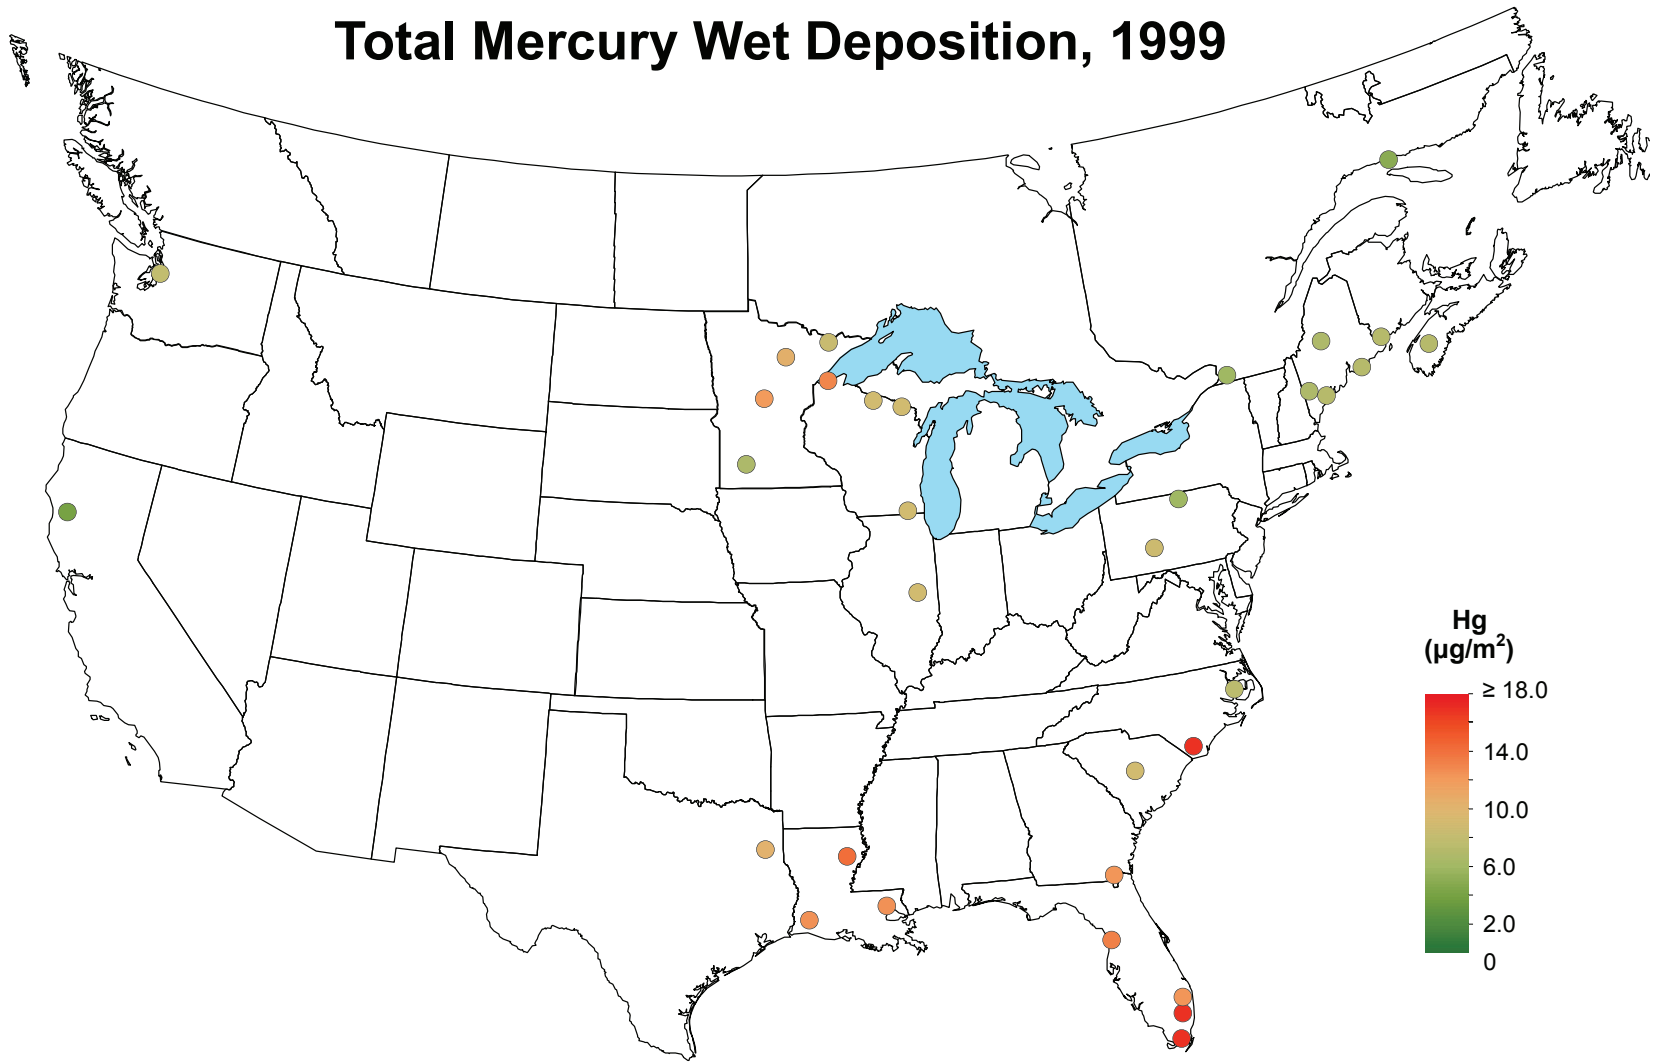 Total Mercury Wet Deposition, 1999
Hg
(µg/m²)
≥ 18.0
14.0
10.0
6.0
2.0
0